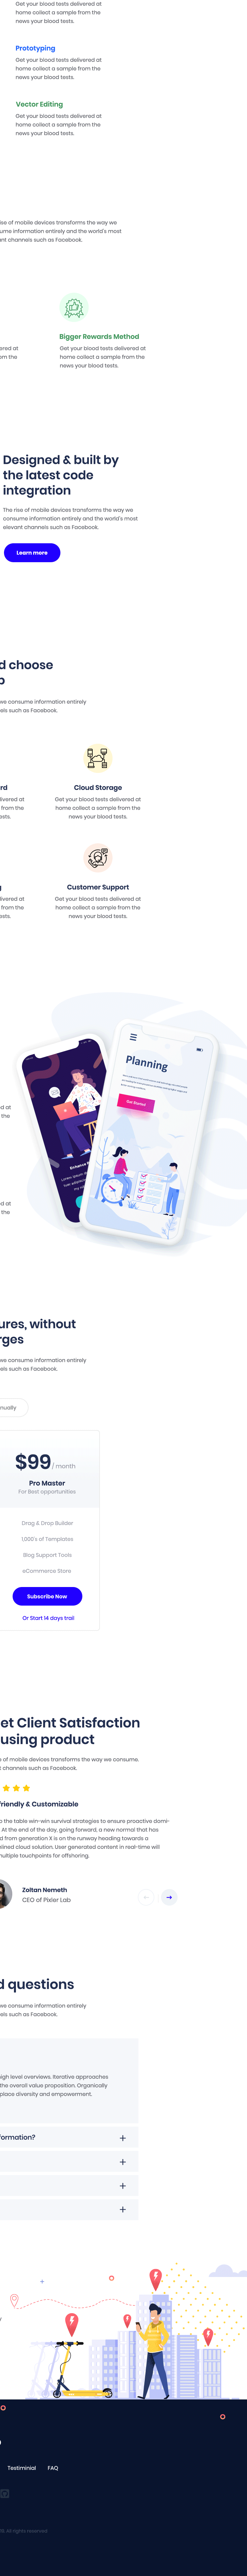 Get your blood tests delivered at
home collect a sample from the
news your blood tests.
Prototyping
Get your blood tests delivered at
home collect a sample from the
news your blood tests.
Vector Editing
Get your blood tests delivered at
home collect a sample from the
news your blood tests.
rise of mobile devices transforms the way we
ume information entirely and the world's most
ant channels such as Facebook.
Bigger Rewards Method
ered at
om the
Get your blood tests delivered at
home collect a sample from the
news your blood tests.
Designed & built by
the latest code
integration
The rise of mobile devices transforms the way we
consume information entirely and the world's most
elevant channels such as Facebook.
Learn more
d choose
we consume information entirely
els such as Facebook.
rd
livered at
from the
ests.
Cloud Storage
Get your blood tests delivered at
home collect a sample from the
news your blood tests.
g
livered at
from the
ests.
Customer Support
Get your blood tests delivered at
home collect a sample from the
news your blood tests.
Planning
Get Started
d at
the
d at
the
ures, without
rges
we consume information entirely
els such as Facebook.
nually
$99 / month
Pro Master
For Best opportunities
Drag & Drop Builder
1,000's of Templates
Blog Support Tools
eCommerce Store
Subscribe Now
Or Start 14 days trail
et Client Satisfaction
using product
e of mobile devices transforms the way we consume.
t channels such as Facebook.
riendly & Customizable
o the table win-win survival strategies to ensure proactive domi-
At the end of the day, going forward, a new normal that has
d from generation X is on the runway heading towards a
mlined cloud solution. User generated content in real-time will
multiple touchpoints for offshoring.
Zoltan Nemeth
CEO of Pixler Lab
d questions
we consume information entirely
els such as Facebook.
high level overviews. Iterative approaches
the overall value proposition. Organically
place diversity and empowerment.
formation?
Testiminial FAQ
All rights reserved